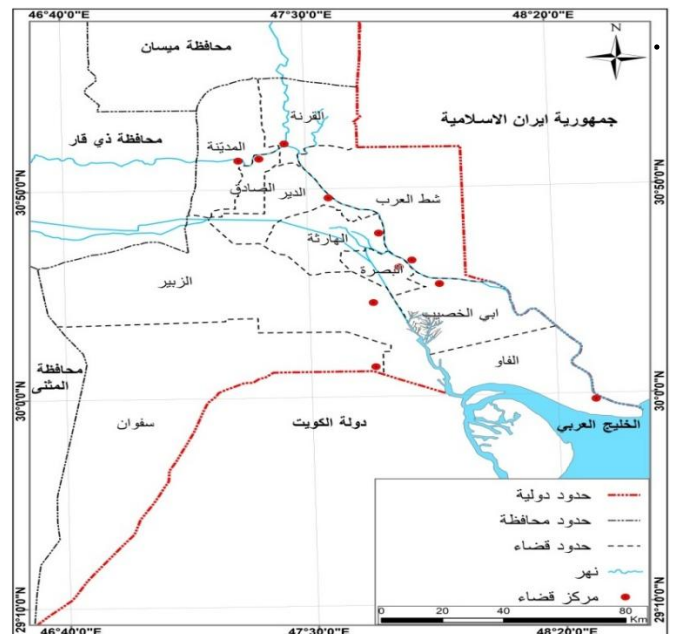 46°40'0"E
47°30'0"E
48°20'0"E
N
محافظة ميسان
جمهورية ايران الاسلامية
القرنة
محافظة ذي قار
المديّنة
30°50'0"N
30°50'0"N
الصادق
الدير
شط العرب
الهارثة
البصرة
الزبير
ابي الخصيب
الفاو
محافظة
المثنى
30°0'0"N
30°0'0"N
سفوان
دولة الكويت
الخليج العربي
حدود دولية
حدود محافظة
حدود قضاء
نهر
مركز قضاء
0 20 40 80
Km
29°10'0"N
29°10'0"N
46°40'0"E
47°30'0"E
48°20'0"E